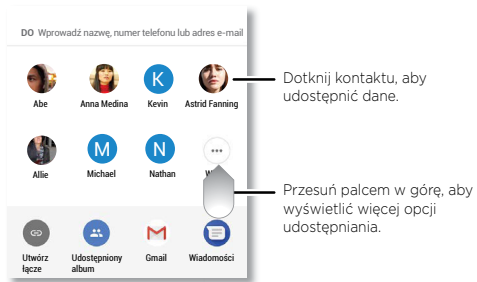 DO Wprowadź nazwę, numer telefonu lub adres e-mail
K
Abe Anna Medina Kevin Astrid Fanning
Dotknij kontaktu, aby
udostępnić dane.
M N
Allie Michael Nathan
Przesuń palcem w górę, aby
wyświetlić więcej opcji
udostępniania.
Utwórz Udostępniony Gmail Wiadomości
łącze album